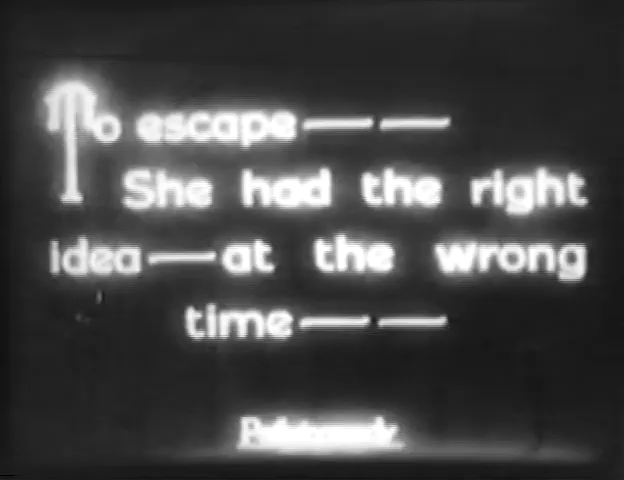 To escape — —
She had the right
idea — at the wrong
time — —